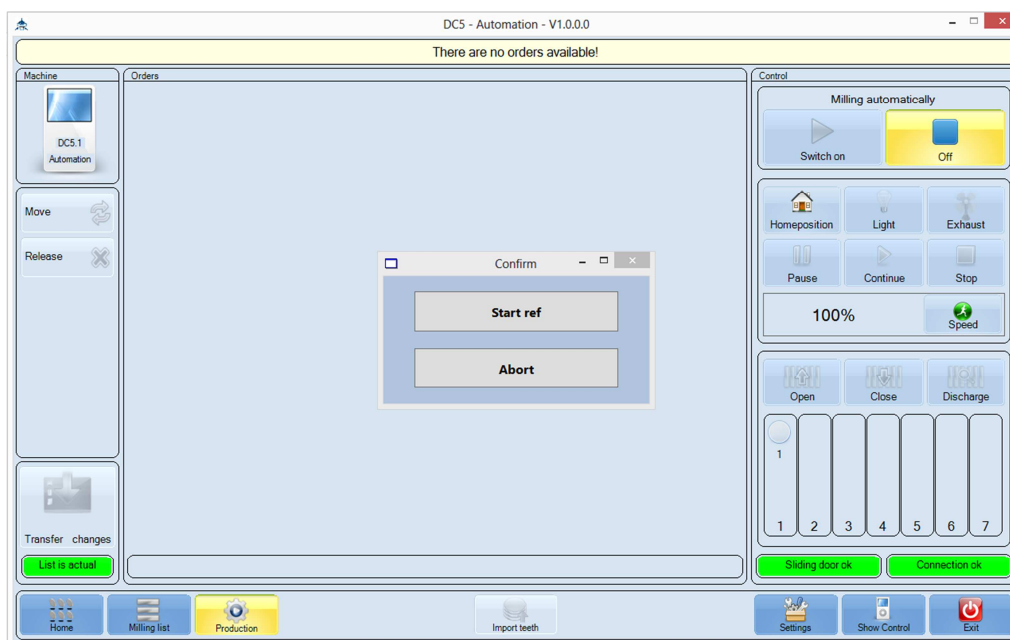 DC5 - Automation - V1.0.0.0
There are no orders available!
Machine
DC5.1
Automation
Move
Release
Transfer changes
List is actual
Orders
Confirm
Start ref
Abort
Control
Milling automatically
Switch on
Off
Homeposition
Light
Exhaust
Pause
Continue
Stop
100%
Speed
Open
Close
Discharge
1
1
2
3
4
5
6
7
Sliding door ok
Connection ok
Home
Milling list
Production
Import teeth
Settings
Show Control
Exit